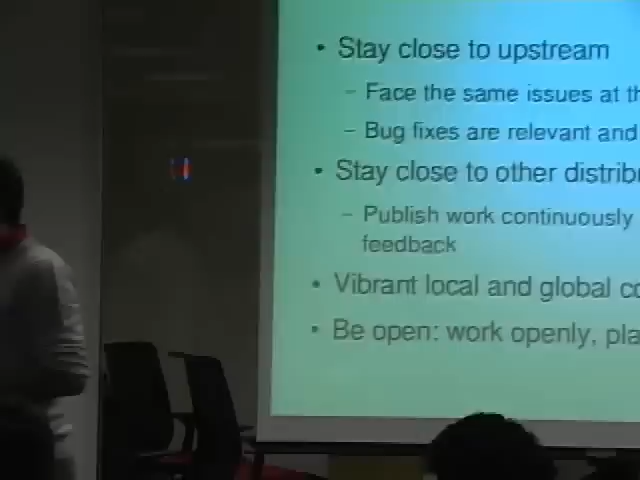 • Stay close to upstream
– Face the same issues at th
– Bug fixes are relevant and
• Stay close to other distrib
– Publish work continuously
feedback
• Vibrant local and global co
• Be open: work openly, pla